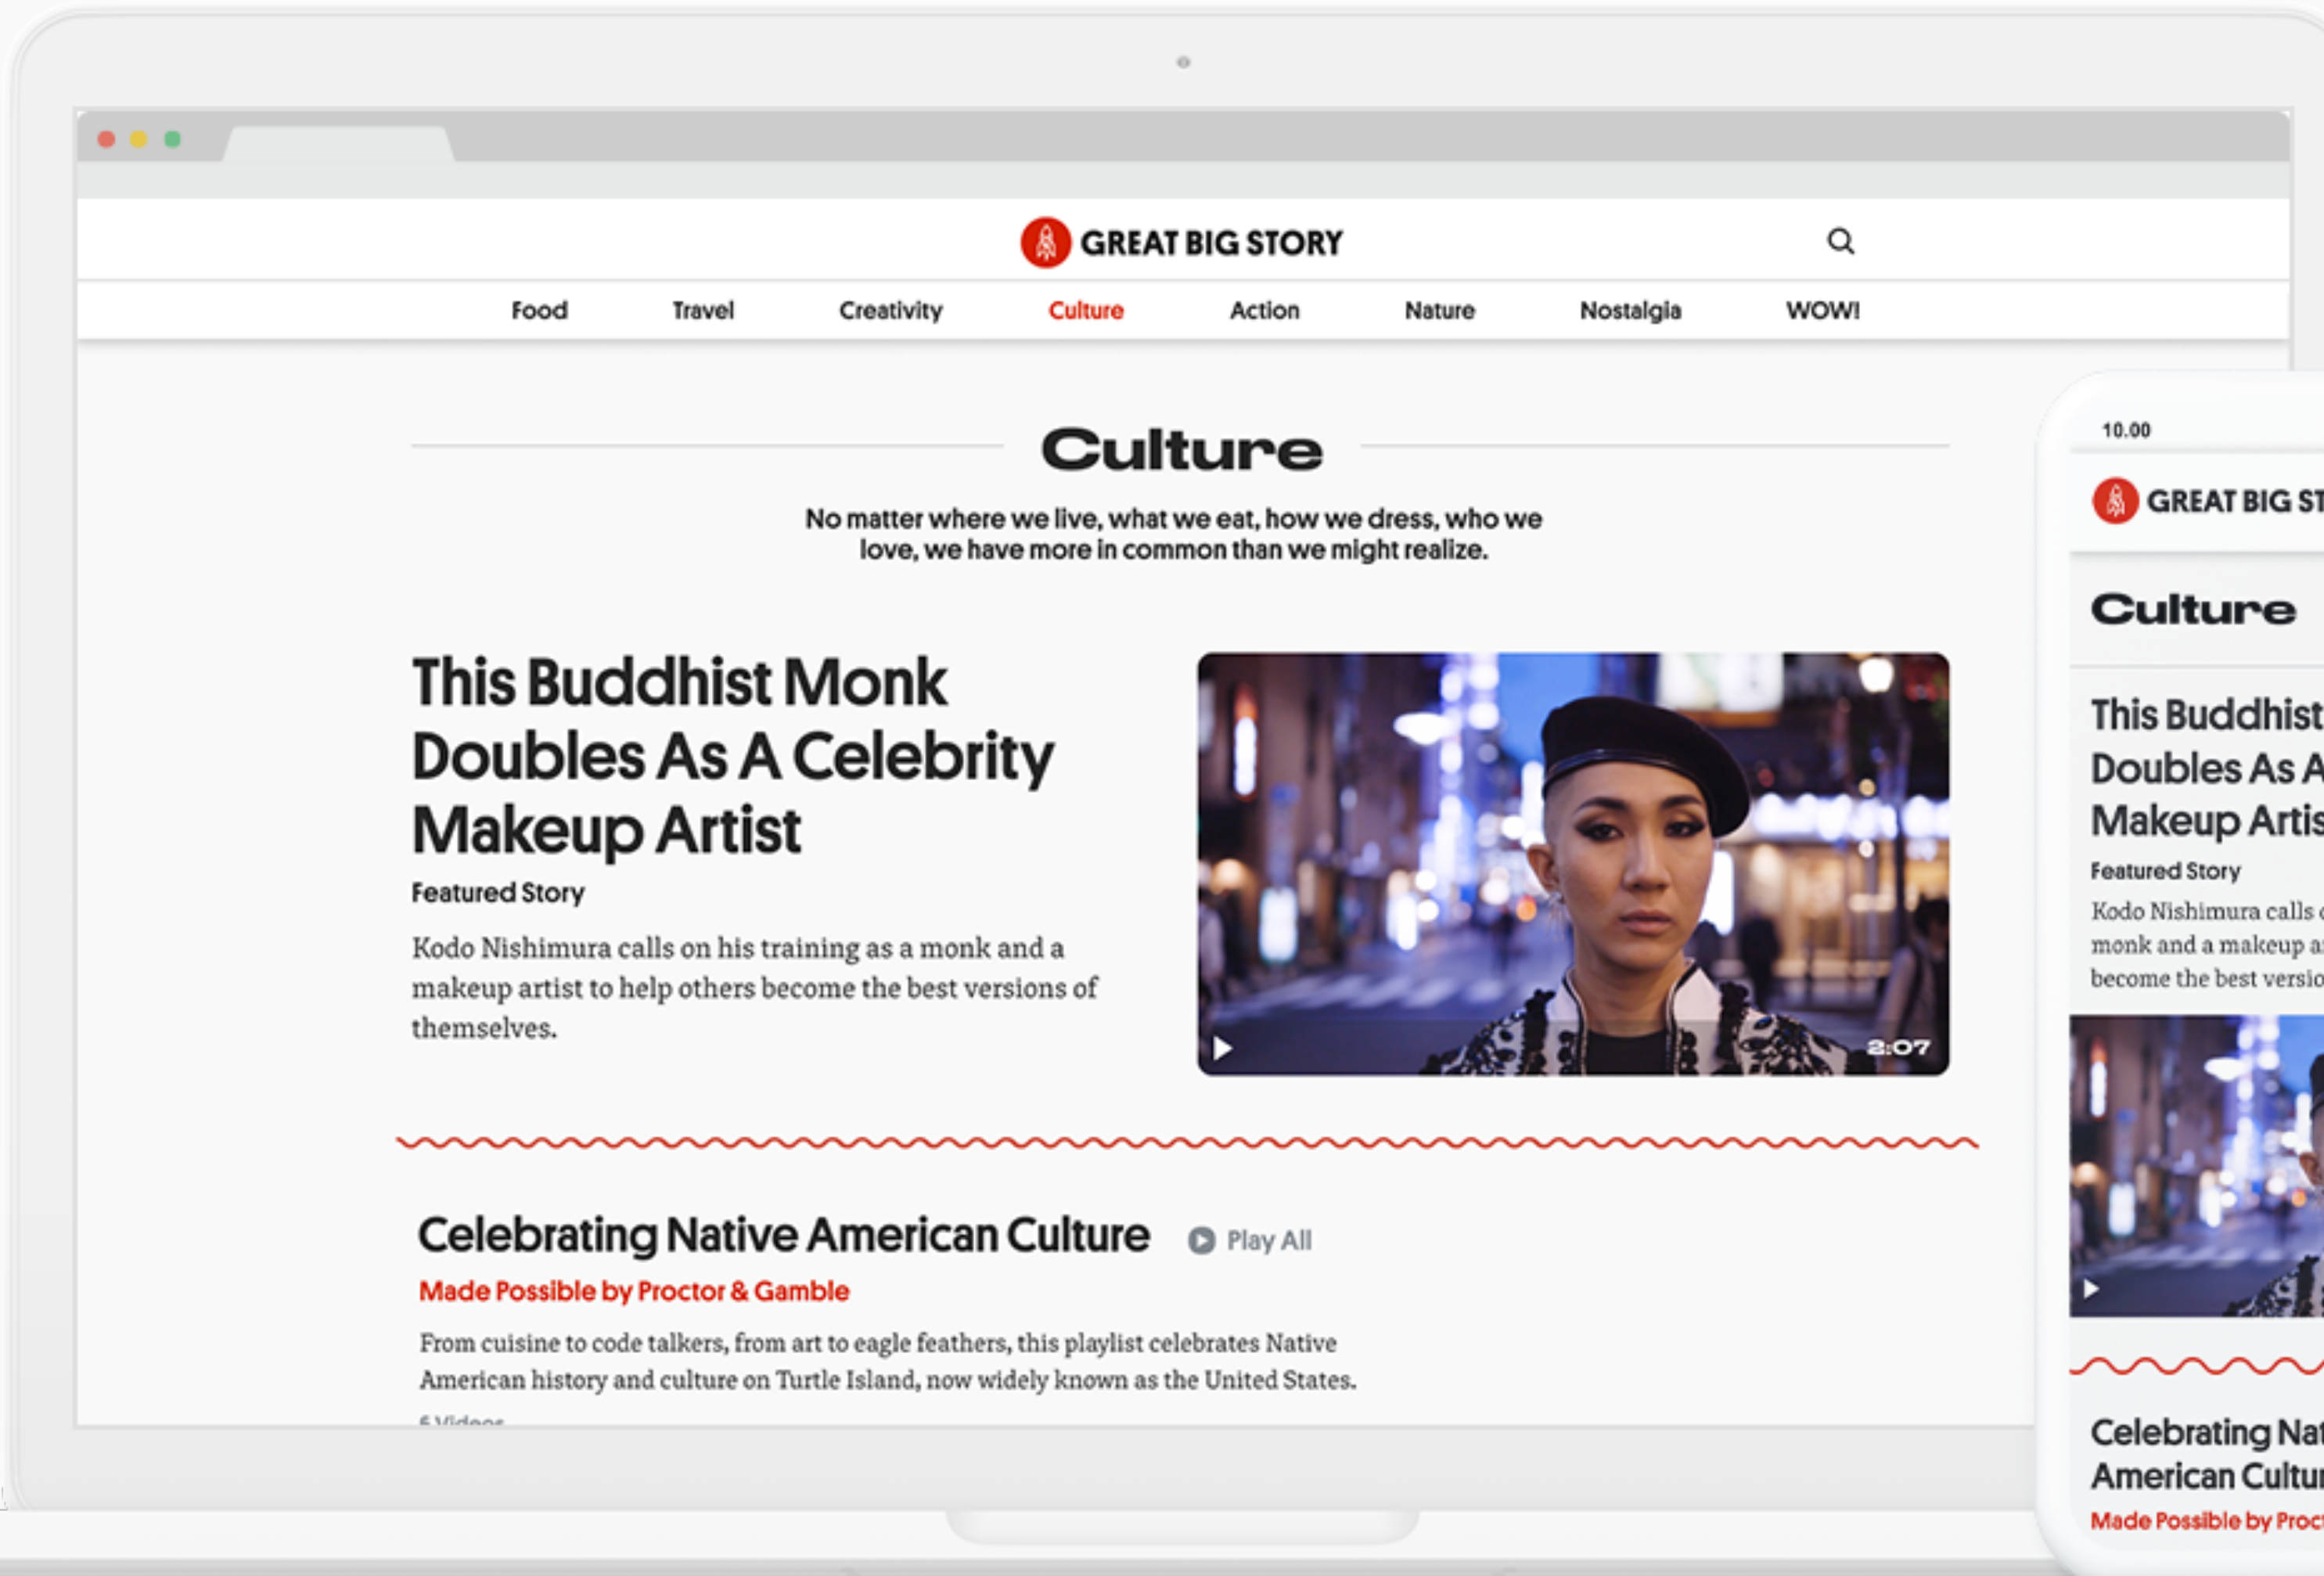 GREAT BIG STORY
Food Travel Creativity Culture Action Nature Nostalgia WOW!
Culture
No matter where we live, what we eat, how we dress, who we
love, we have more in common than we might realize.
This Buddhist Monk
Doubles As A Celebrity
Makeup Artist
Featured Story
Kodo Nishimura calls on his training as a monk and a
makeup artist to help others become the best versions of
themselves.
2:07
Celebrating Native American Culture Play All
Made Possible by Proctor & Gamble
From cuisine to code talkers, from art to eagle feathers, this playlist celebrates Native
American history and culture on Turtle Island, now widely known as the United States.
6 Videos
10.00
GREAT BIG ST
Culture
This Buddhist
Doubles As A
Makeup Artis
Featured Story
Kodo Nishimura calls
monk and a makeup a
become the best versio
Celebrating Nat
American Cultur
Made Possible by Proc